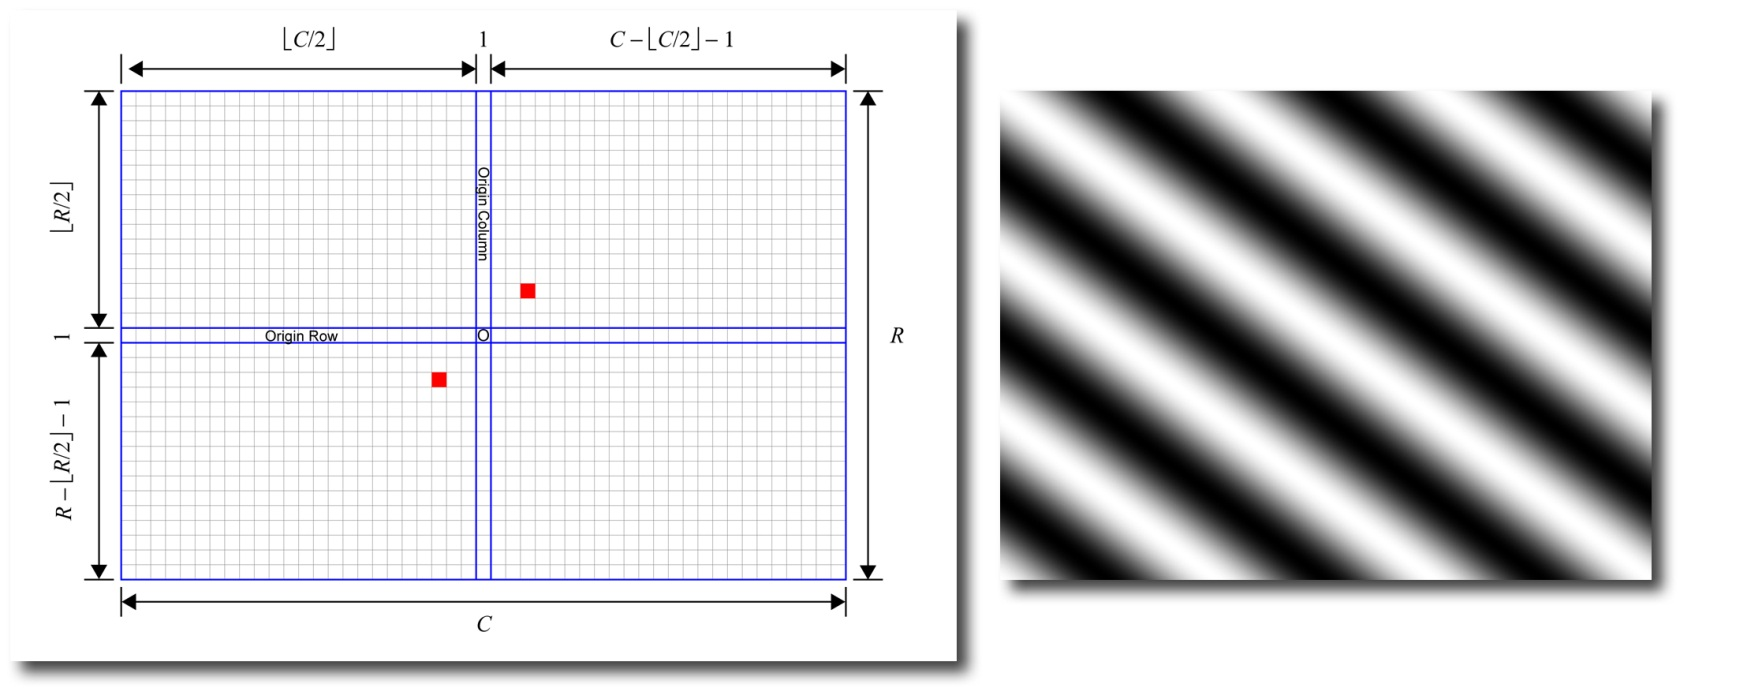 ⌊C/2⌋ 1 C – ⌊C/2⌋ – 1
⌊R/2⌋
Origin Column
1
Origin Row
O
R
R – ⌊R/2⌋ – 1
C